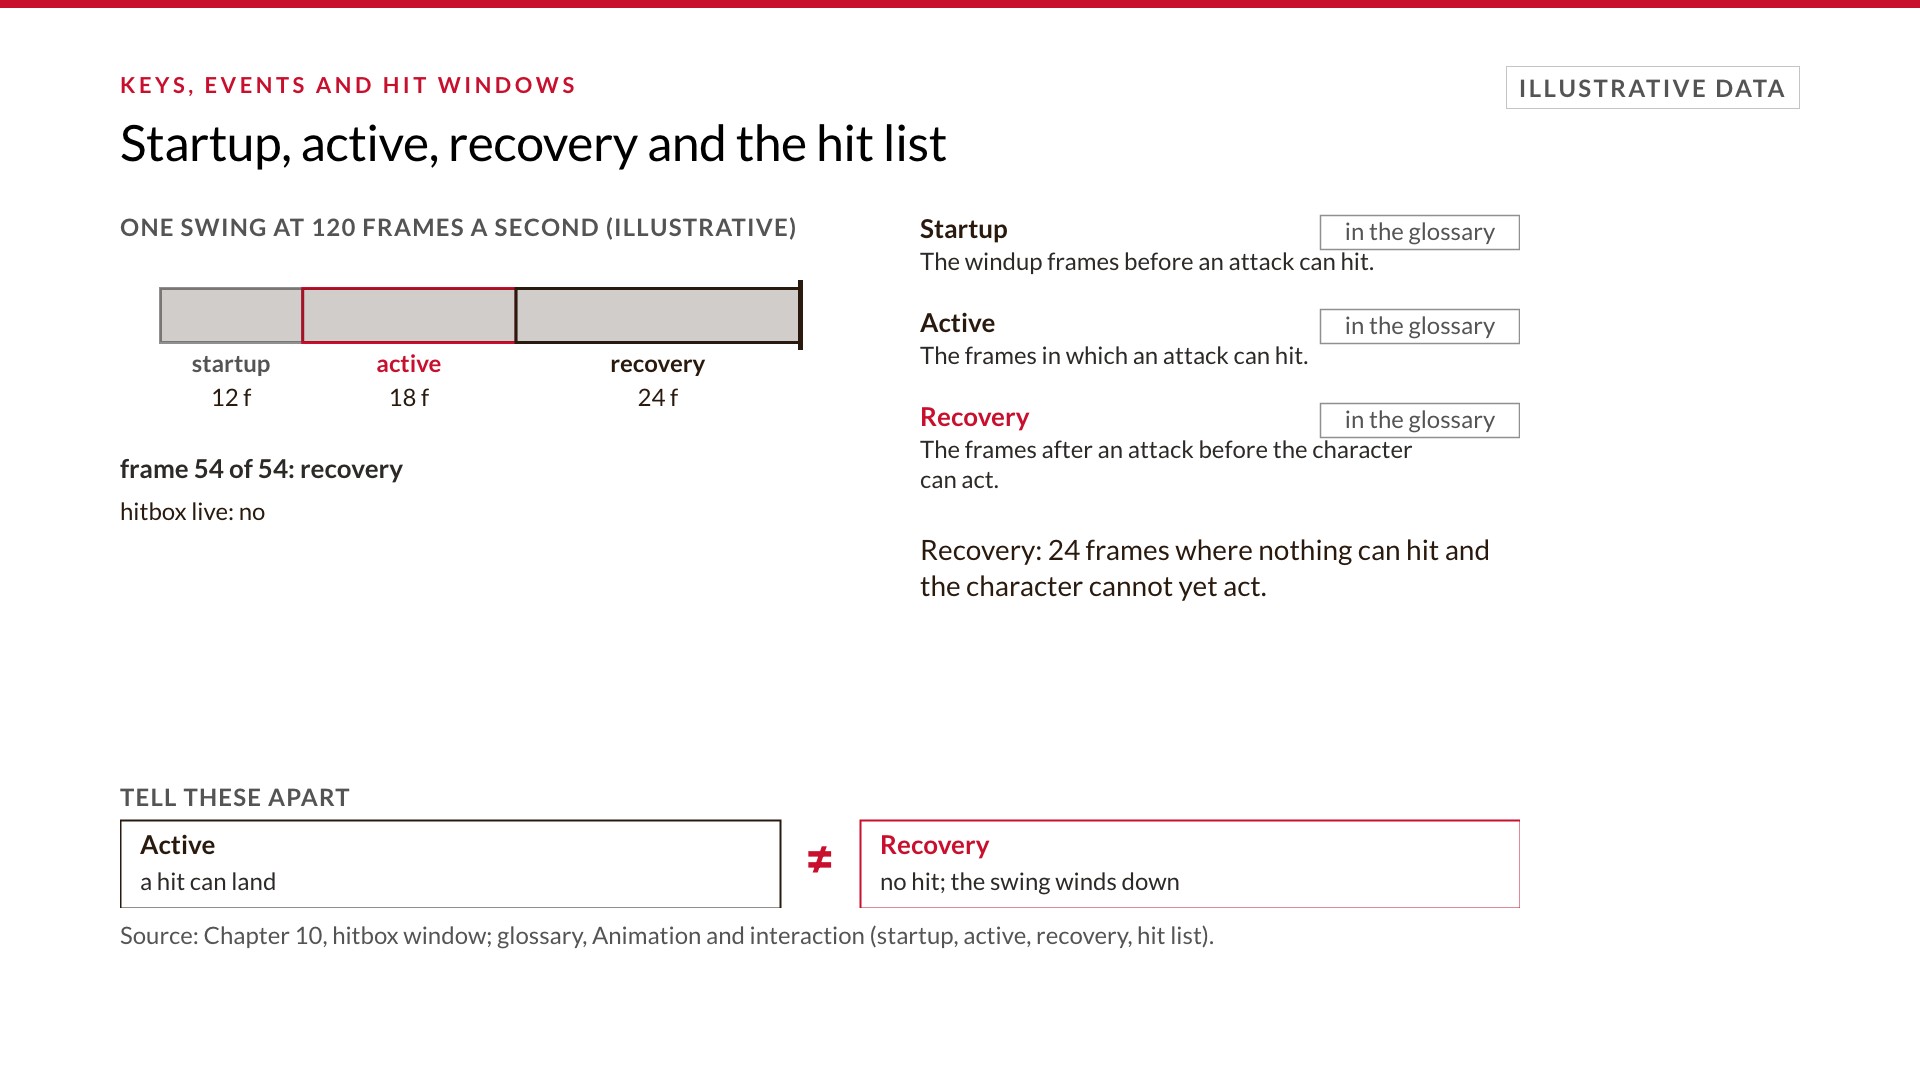 KEYS, EVENTS AND HIT WINDOWS
ILLUSTRATIVE DATA
Startup, active, recovery and the hit list
ONE SWING AT 120 FRAMES A SECOND (ILLUSTRATIVE)
startup active recovery
12 f 18 f 24 f
frame 54 of 54: recovery
hitbox live: no
Startup in the glossary
The windup frames before an attack can hit.
Active in the glossary
The frames in which an attack can hit.
Recovery in the glossary
The frames after an attack before the character
can act.
Recovery: 24 frames where nothing can hit and
the character cannot yet act.
TELL THESE APART
Active
a hit can land
≠
Recovery
no hit; the swing winds down
Source: Chapter 10, hitbox window; glossary, Animation and interaction (startup, active, recovery, hit list).